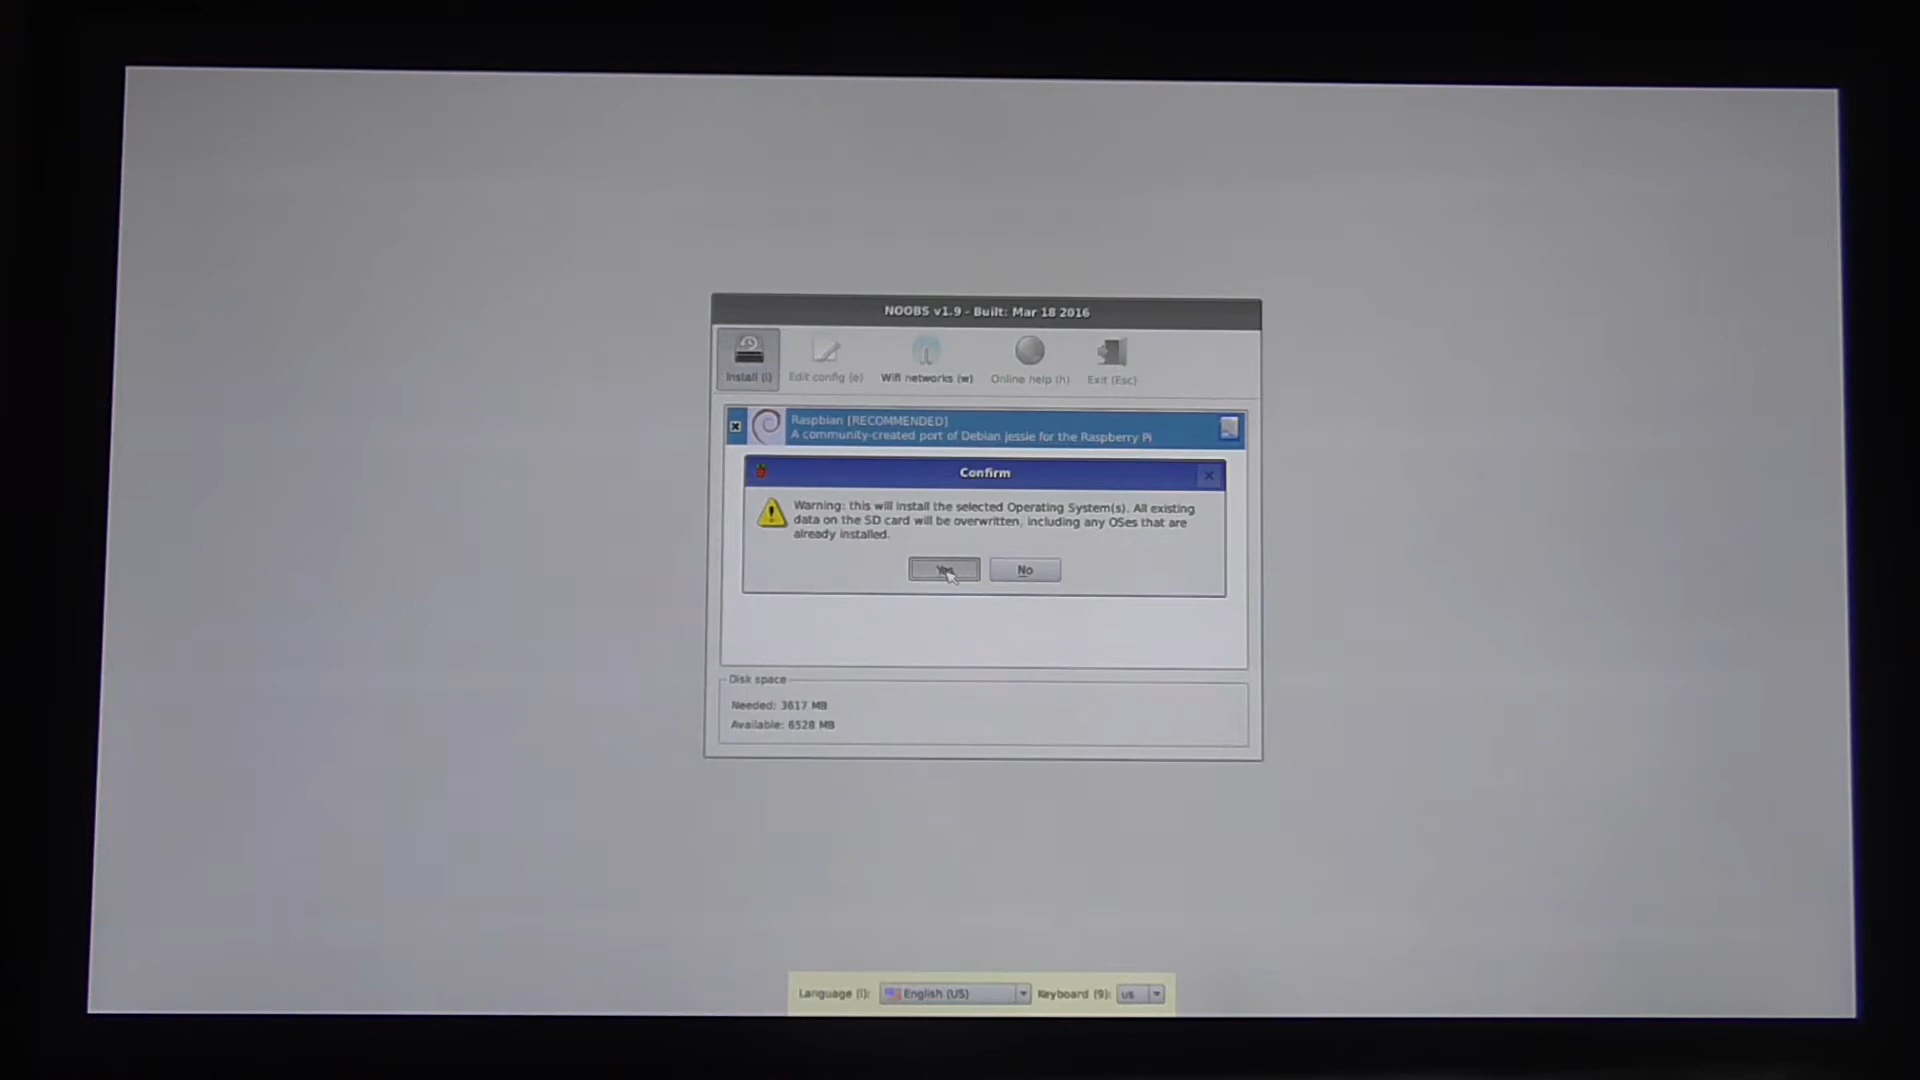 NOOBS v1.9 - Built: Mar 18 2016
Install (i) Edit config (e) Wifi networks (w) Online help (h) Exit (Esc)
Raspbian [RECOMMENDED]
A community-created port of Debian jessie for the Raspberry Pi
Confirm
Warning: this will install the selected Operating System(s). All existing
data on the SD card will be overwritten, including any OSes that are
already installed.
Yes No
Disk space
Needed: 3617 MB
Available: 6528 MB
Language (l): English (US) Keyboard (9): us